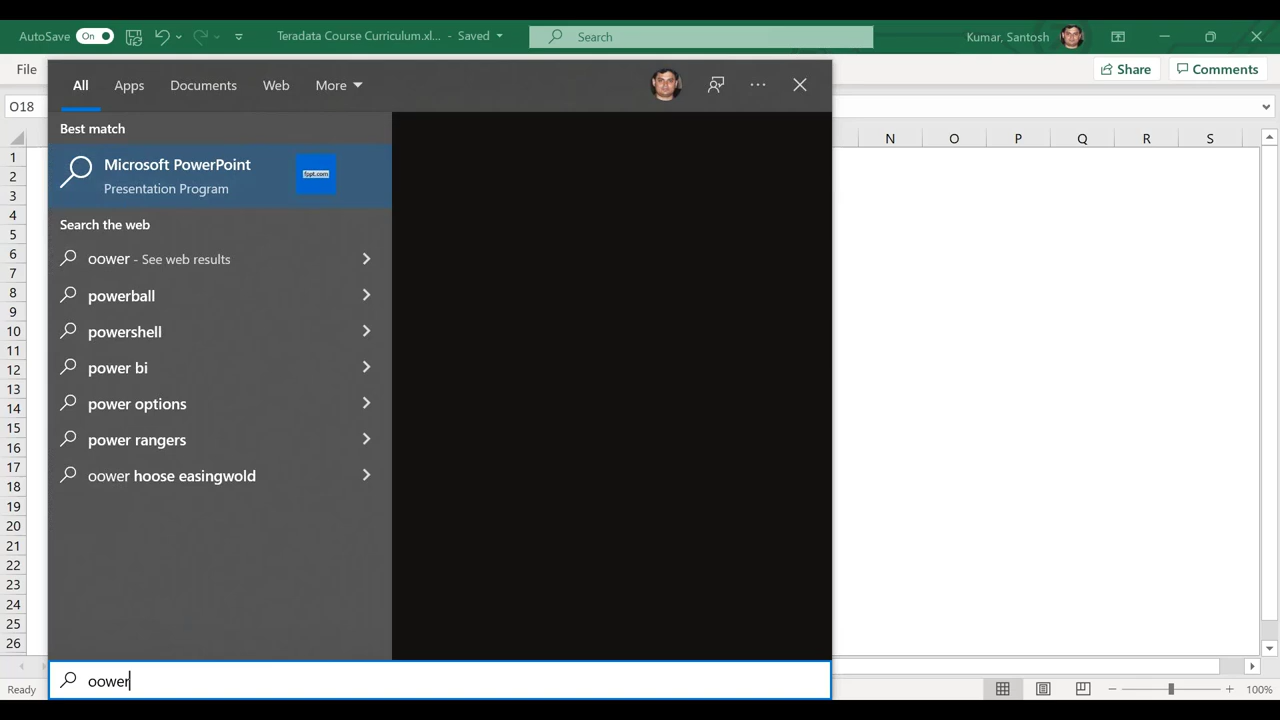 AutoSave On Teradata Course Curriculum.xl... - Saved Search Kumar, Santosh
File Share Comments
All Apps Documents Web More
O18
Best match
N O P Q R S
Microsoft PowerPoint
Presentation Program
fppt.com
Search the web
oower - See web results
powerball
powershell
power bi
power options
power rangers
oower hoose easingwold
1
2
3
4
5
6
7
8
9
10
11
12
13
14
15
16
17
18
19
20
21
22
23
24
25
26
oower
Ready 100%